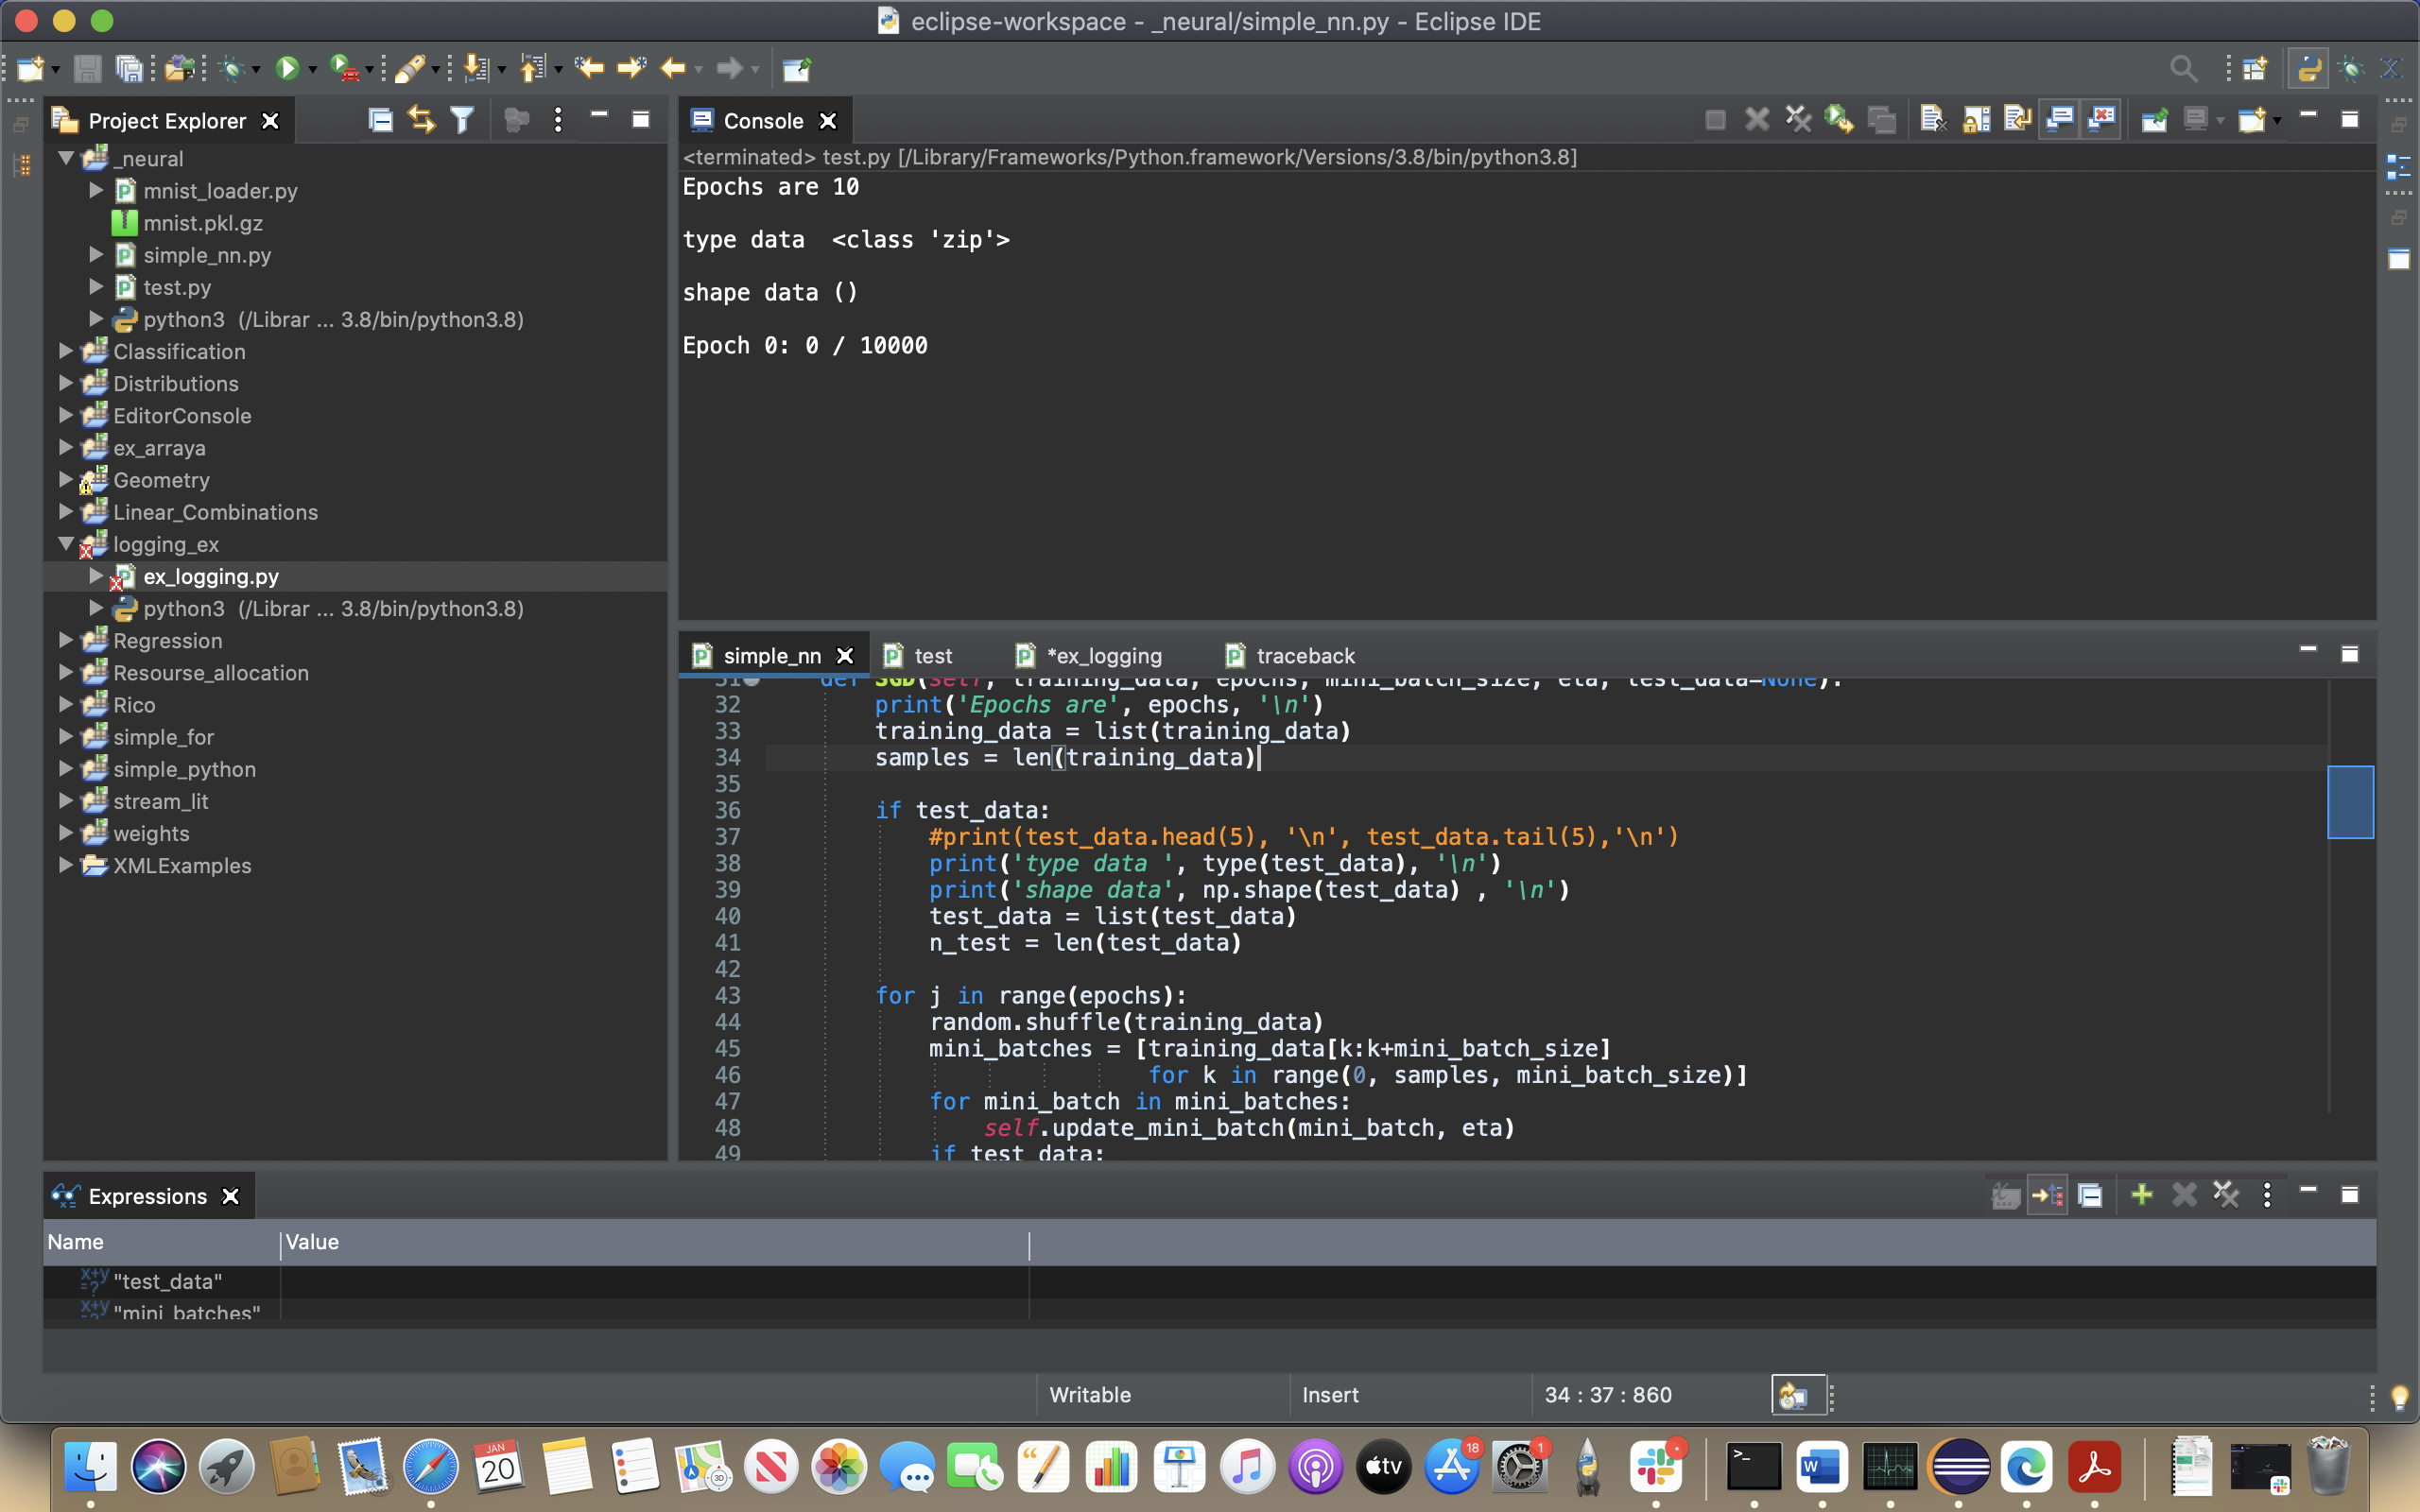 eclipse-workspace - _neural/simple_nn.py - Eclipse IDE
Project Explorer
_neural
mnist_loader.py
mnist.pkl.gz
simple_nn.py
test.py
python3 (/Librar ... 3.8/bin/python3.8)
Classification
Distributions
EditorConsole
ex_arraya
Geometry
Linear_Combinations
logging_ex
ex_logging.py
python3 (/Librar ... 3.8/bin/python3.8)
Regression
Resourse_allocation
Rico
simple_for
simple_python
stream_lit
weights
XMLExamples
Console
<terminated> test.py [/Library/Frameworks/Python.framework/Versions/3.8/bin/python3.8]
Epochs are 10
type data  <class 'zip'>
shape data ()
Epoch 0: 0 / 10000
simple_nn test *ex_logging traceback
31 def SGD(self, training_data, epochs, mini_batch_size, eta, test_data=None):
32 print('Epochs are', epochs, '\n')
33 training_data = list(training_data)
34 samples = len(training_data)
35
36 if test_data:
37 #print(test_data.head(5), '\n', test_data.tail(5),'\n')
38 print('type data ', type(test_data), '\n')
39 print('shape data', np.shape(test_data) , '\n')
40 test_data = list(test_data)
41 n_test = len(test_data)
42
43 for j in range(epochs):
44 random.shuffle(training_data)
45 mini_batches = [training_data[k:k+mini_batch_size]
46 for k in range(0, samples, mini_batch_size)]
47 for mini_batch in mini_batches:
48 self.update_mini_batch(mini_batch, eta)
49 if test_data:
Expressions
Name Value
x+y=? "test_data"
x+y=? "mini_batches"
Writable Insert 34 : 37 : 860
JAN
20
3D
tv
18
1
>_
W